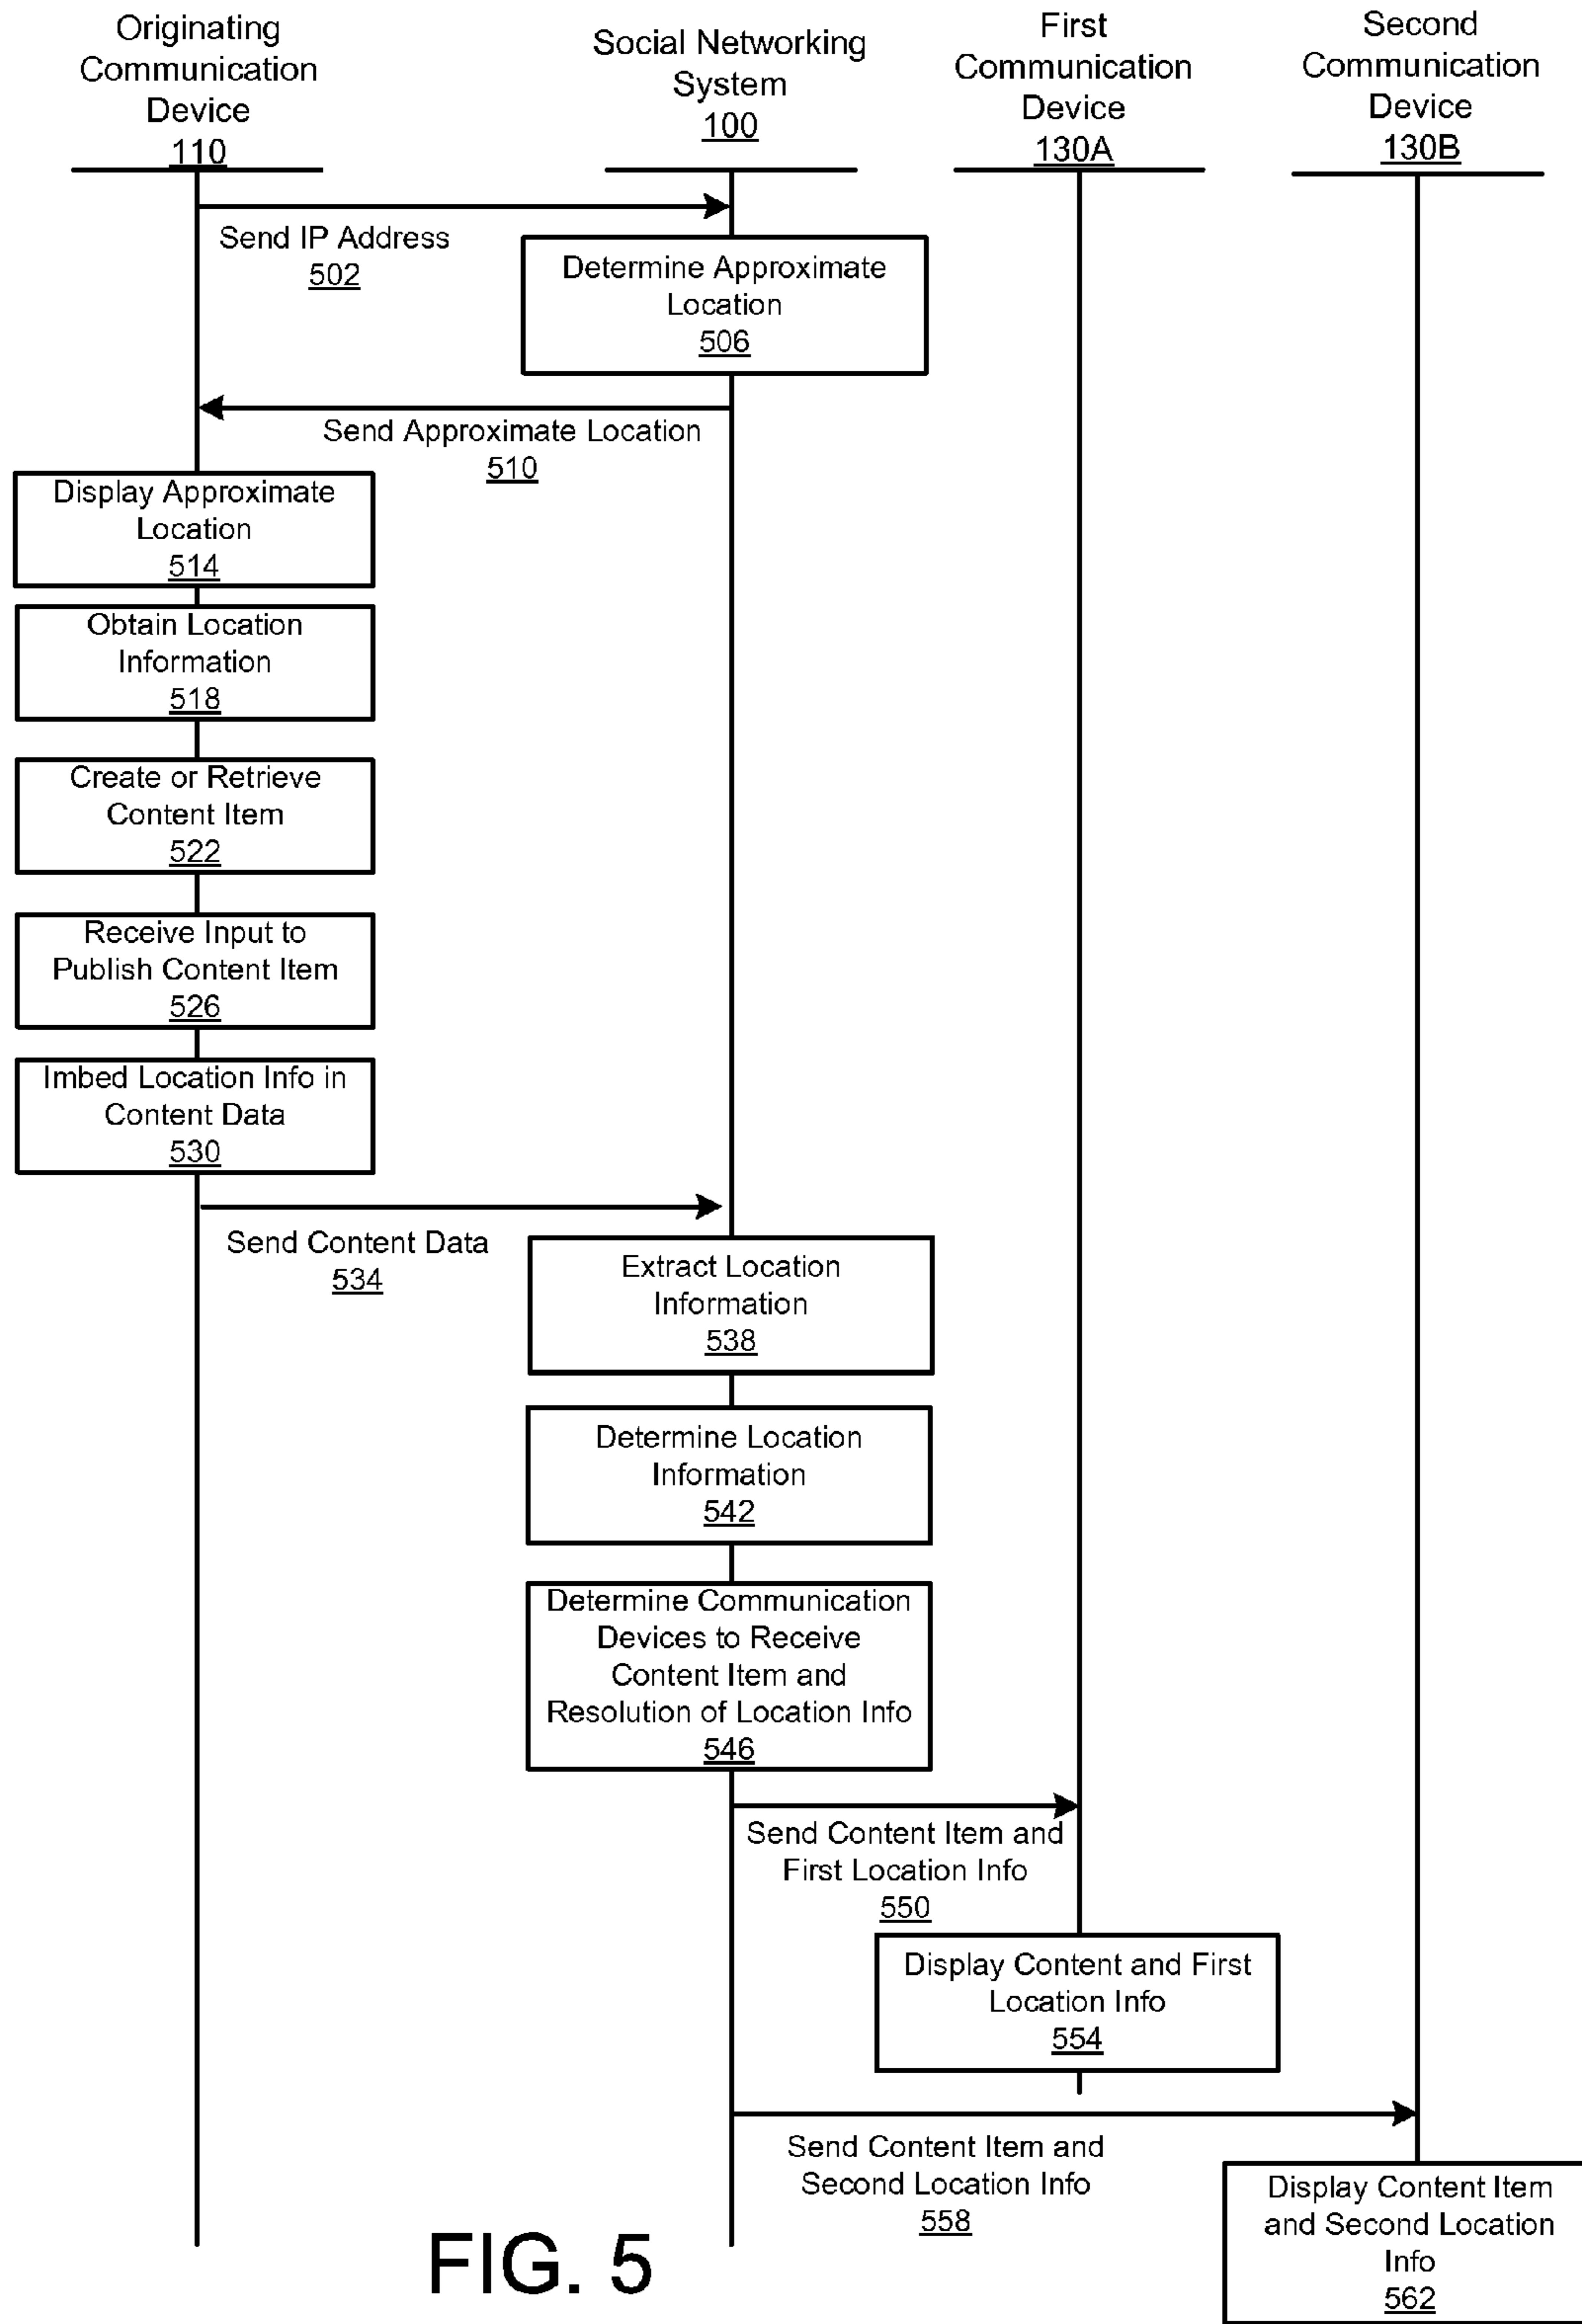 Originating
Communication
Device
110
Social Networking
System
100
First
Communication
Device
130A
Second
Communication
Device
130B
Send IP Address
502
Determine Approximate
Location
506
Send Approximate Location
510
Display Approximate
Location
514
Obtain Location
Information
518
Create or Retrieve
Content Item
522
Receive Input to
Publish Content Item
526
Imbed Location Info in
Content Data
530
Send Content Data
534
Extract Location
Information
538
Determine Location
Information
542
Determine Communication
Devices to Receive
Content Item and
Resolution of Location Info
546
Send Content Item and
First Location Info
550
Display Content and First
Location Info
554
Send Content Item and
Second Location Info
558
Display Content Item
and Second Location
Info
562
FIG. 5